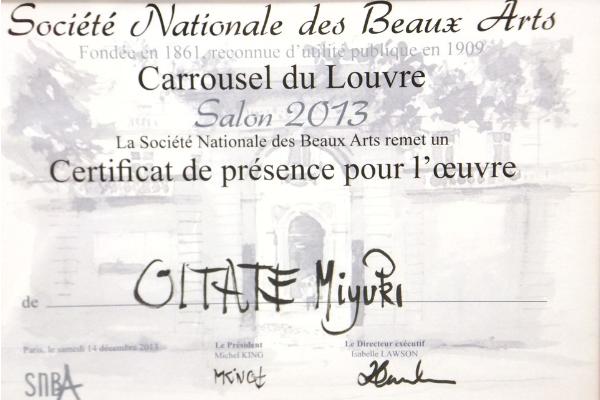 Société Nationale des Beaux Arts
Fondée en 1861, reconnue d'utilité publique en 1909
Carrousel du Louvre
Salon 2013
La Société Nationale des Beaux Arts remet un
Certificat de présence pour l'œuvre
de OITATE Miyuki
Paris, le samedi 14 décembre 2013
Le Président
Michel KING
Le Directeur exécutif
Isabelle LAWSON
SNBA